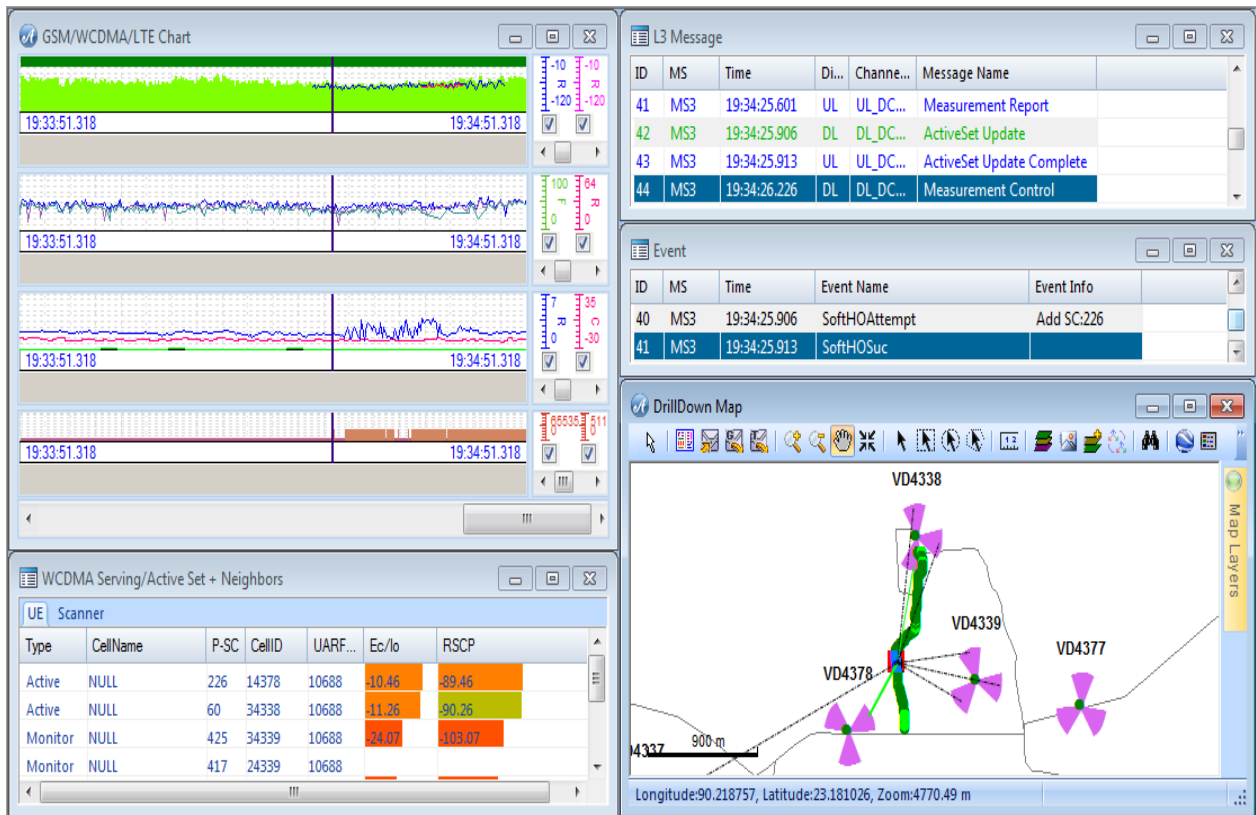 GSM/WCDMA/LTE Chart
-10 R -120
-10 R -120
19:33:51.318 19:34:51.318
100 F 0
64 R 0
19:33:51.318 19:34:51.318
7 R 0
35 C -30
19:33:51.318 19:34:51.318
65535 0
511 0
19:33:51.318 19:34:51.318
L3 Message
ID MS Time Di... Channe... Message Name
41 MS3 19:34:25.601 UL UL_DC... Measurement Report
42 MS3 19:34:25.906 DL DL_DC... ActiveSet Update
43 MS3 19:34:25.913 UL UL_DC... ActiveSet Update Complete
44 MS3 19:34:26.226 DL DL_DC... Measurement Control
Event
ID MS Time Event Name Event Info
40 MS3 19:34:25.906 SoftHOAttempt Add SC:226
41 MS3 19:34:25.913 SoftHOSuc
WCDMA Serving/Active Set + Neighbors
UE Scanner
Type CellName P-SC CellID UARF... Ec/Io RSCP
Active NULL 226 14378 10688 -10.46 -89.46
Active NULL 60 34338 10688 -11.26 -90.26
Monitor NULL 425 34339 10688 -24.07 -103.07
Monitor NULL 417 24339 10688
DrillDown Map
1 2
Map Layers
VD4338
VD4339
VD4377
VD4378
4337
900 m
Longitude:90.218757, Latitude:23.181026, Zoom:4770.49 m